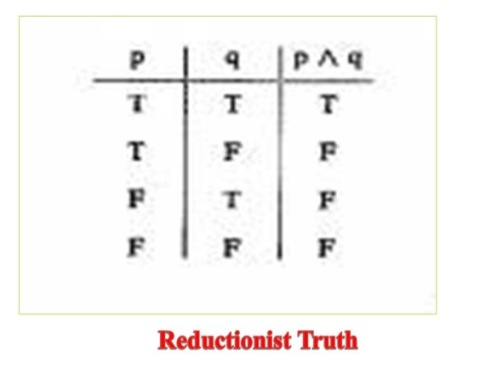 p q p ∧ q
T T T
T F F
F T F
F F F
Reductionist Truth